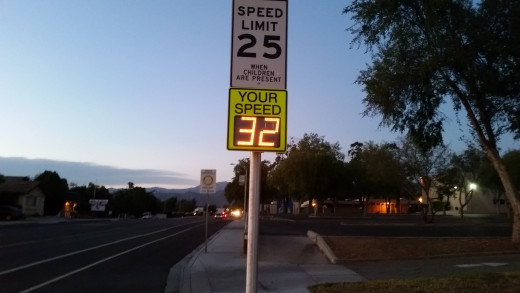 SPEED
LIMIT
25
WHEN
CHILDREN
ARE PRESENT
YOUR
SPEED
32